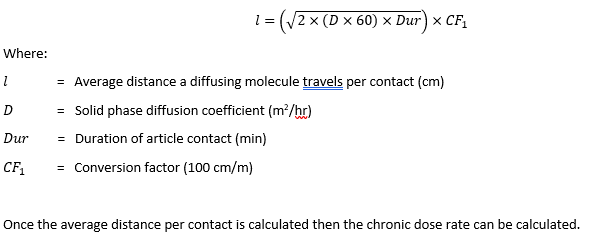 l = (√2 × (D × 60) × Dur) × CF₁
Where:
l = Average distance a diffusing molecule travels per contact (cm)
D = Solid phase diffusion coefficient (m²/hr)
Dur = Duration of article contact (min)
CF₁ = Conversion factor (100 cm/m)
Once the average distance per contact is calculated then the chronic dose rate can be calculated.